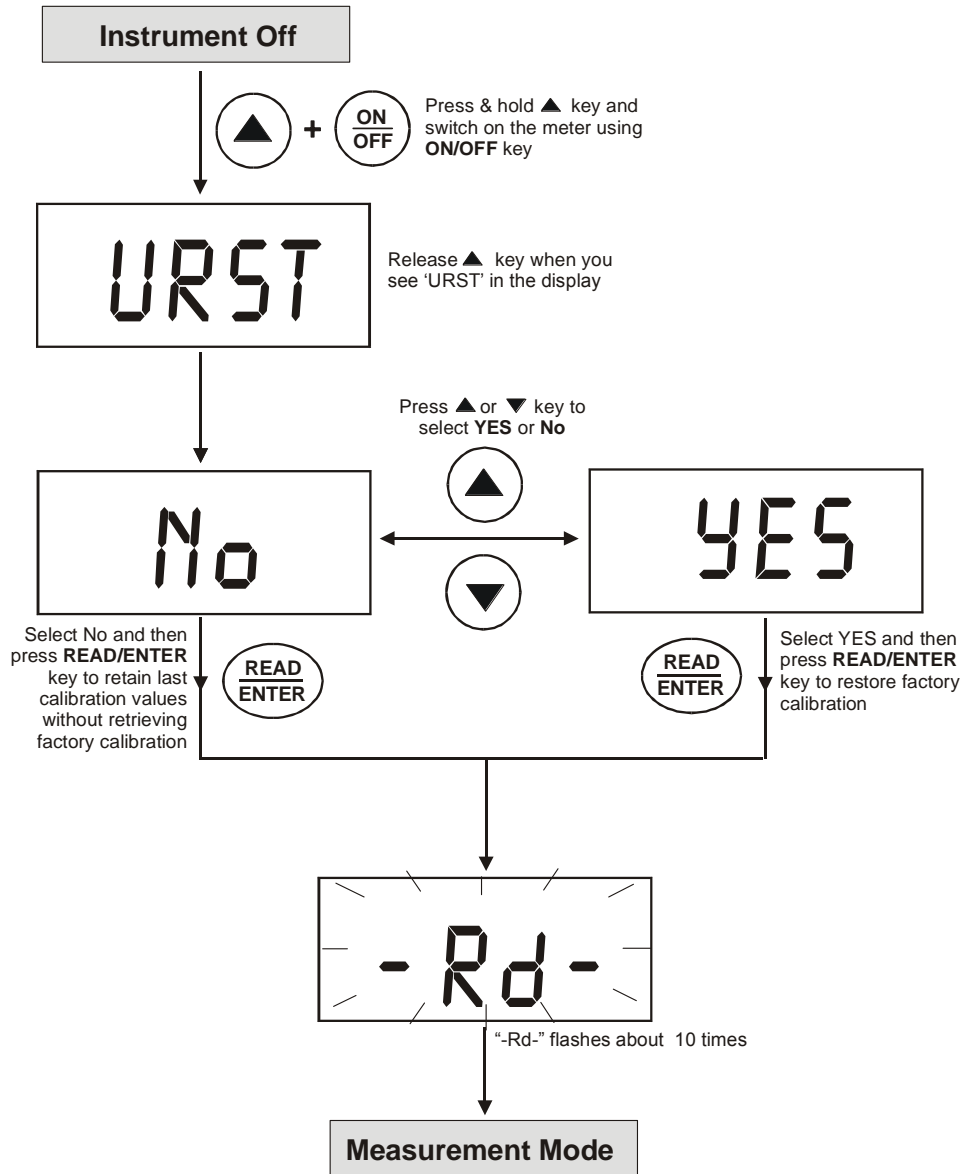 Instrument Off
▲ + ON
OFF
Press & hold ▲ key and
switch on the meter using
ON/OFF key
URST
Release ▲ key when you
see ‘URST’ in the display
Press ▲ or ▼ key to
select YES or No
▲
No
YES
▼
Select No and then
press READ/ENTER
key to retain last
calibration values
without retrieving
factory calibration
READ
ENTER
READ
ENTER
Select YES and then
press READ/ENTER
key to restore factory
calibration
-Rd-
“-Rd-” flashes about 10 times
Measurement Mode